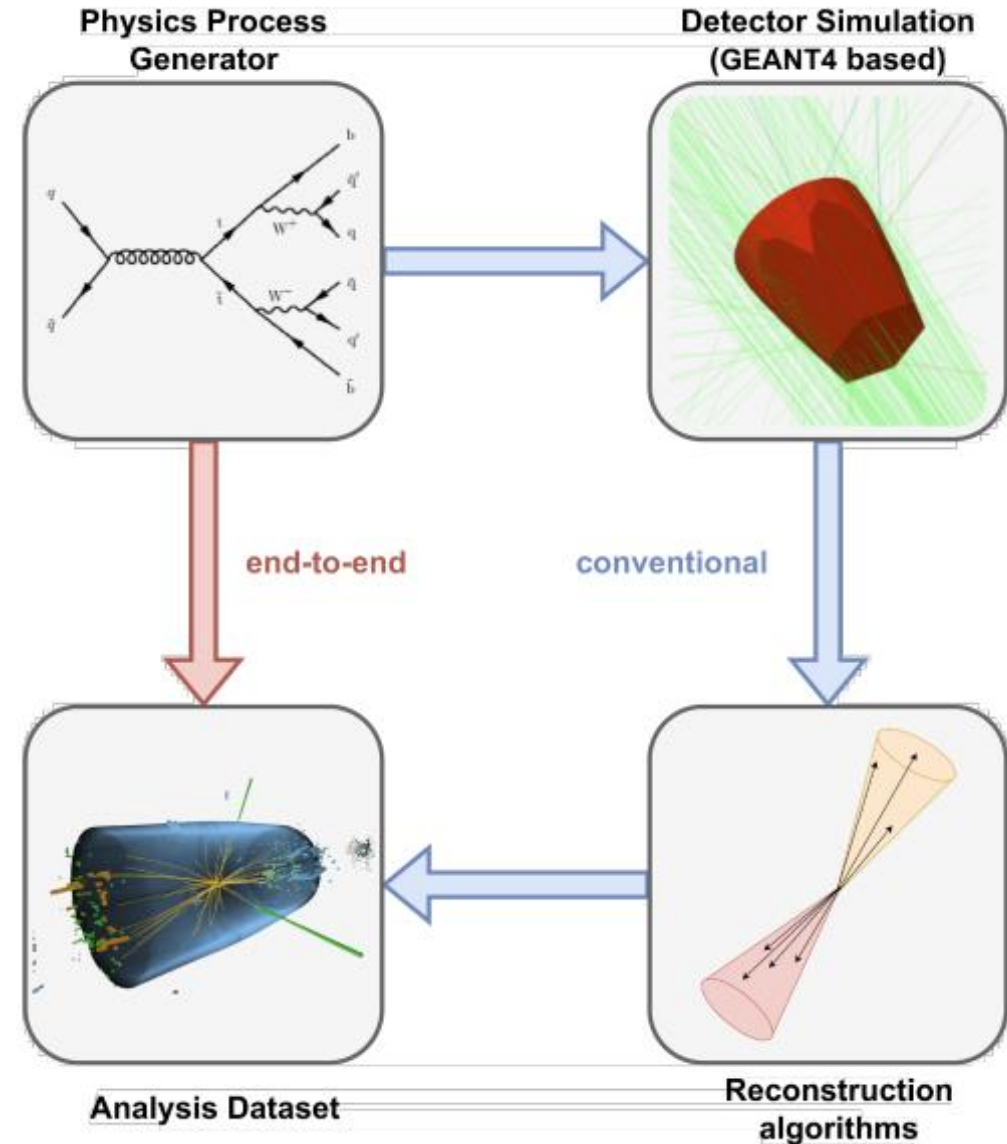 Physics Process
Generator
Detector Simulation
(GEANT4 based)
b
q̄'
q
W⁺
t
q
q̄
t̄
W⁻
q̄
q'
b̄
end-to-end
conventional
Analysis Dataset
Reconstruction
algorithms